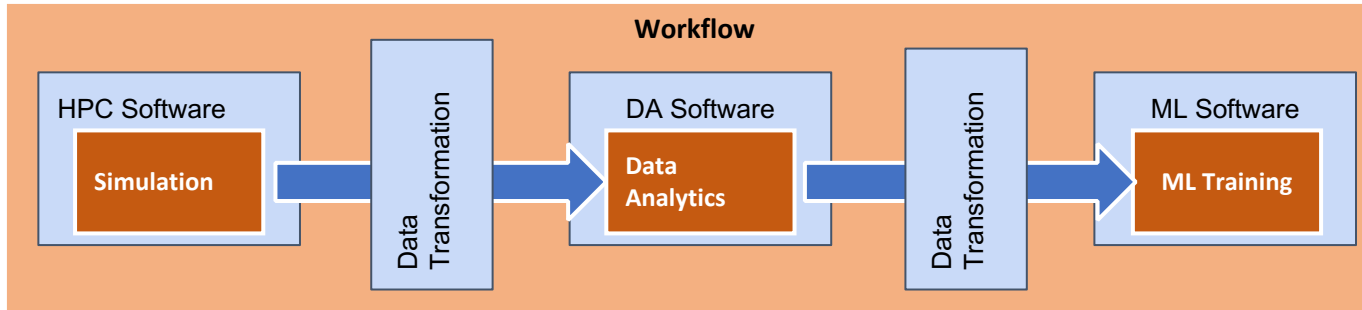 Workflow
HPC Software
Simulation
Data
Transformation
DA Software
Data
Analytics
Data
Transformation
ML Software
ML Training